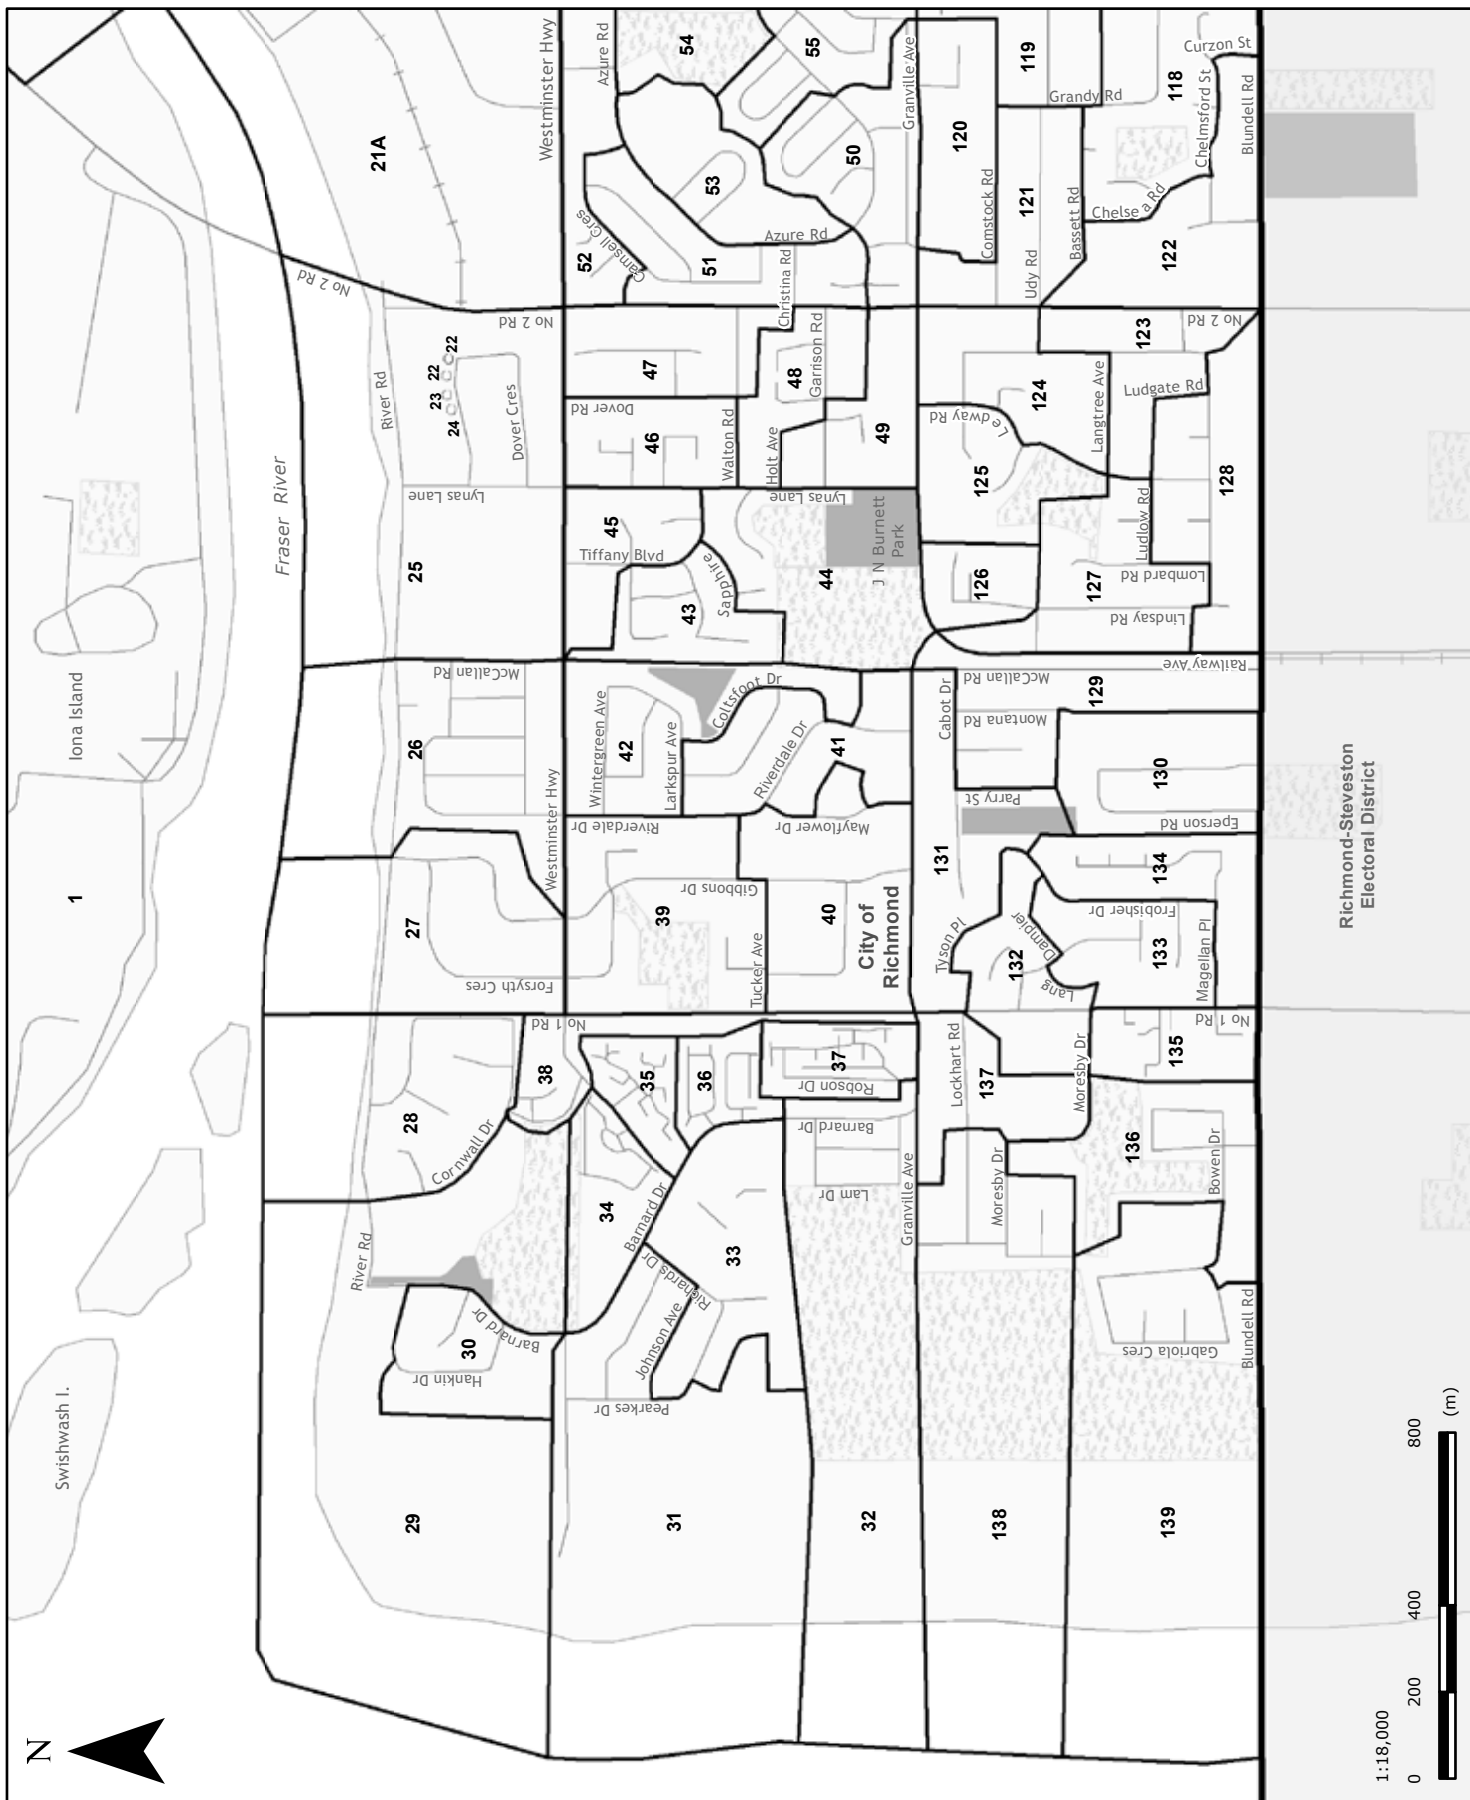 N
Swishwash I.
1
Iona Island
Fraser River
No 2 Rd
21A
Westminster Hwy
Azure Rd
54
55
Granville Ave
119
Grandy Rd
118
Curzon St
Chelmsford St
Blundell Rd
120
Comstock Rd
121
Bassett Rd
Chelsea Rd
122
Udy Rd
50
53
Azure Rd
Gamsell Cres
52
51
Christina Rd
River Rd
22
22
23
24
Dover Cres
No 2 Rd
Lynas Lane
47
Dover Rd
46
Walton Rd
48
Garrison Rd
Holt Ave
49
Lynas Lane
J N Burnett
Park
No 2 Rd
123
124
Ledway Rd
Langtree Ave
Ludgate Rd
125
128
Ludlow Rd
Lombard Rd
127
126
Lindsay Rd
Railway Ave
25
45
Tiffany Blvd
Sapphire
43
44
McCallan Rd
26
Westminster Hwy
Wintergreen Ave
42
Larkspur Ave
Coltsfoot Dr
Riverdale Dr
41
Riverdale Dr
Mayflower Dr
Cabot Dr
McCallan Rd
Montana Rd
129
130
Parry St
Eperson Rd
131
134
Frobisher Dr
133
Magellan Pl
Dampier
132
Lang
Tyson Pl
City of
Richmond
27
Forsyth Cres
39
Gibbons Dr
Tucker Ave
40
No 1 Rd
28
Cornwall Dr
38
35
36
37
Robson Dr
Barnard Dr
Lam Dr
Granville Ave
Lockhart Rd
137
Moresby Dr
Moresby Dr
No 1 Rd
135
136
Bowen Dr
Gabriola Cres
Blundell Rd
River Rd
30
Hankin Dr
Barnard Dr
34
Barnard Dr
33
Richards Dr
Johnson Ave
Pearkes Dr
29
31
32
138
139
Richmond-Steveston
Electoral District
1:18,000
0 200 400 800
(m)